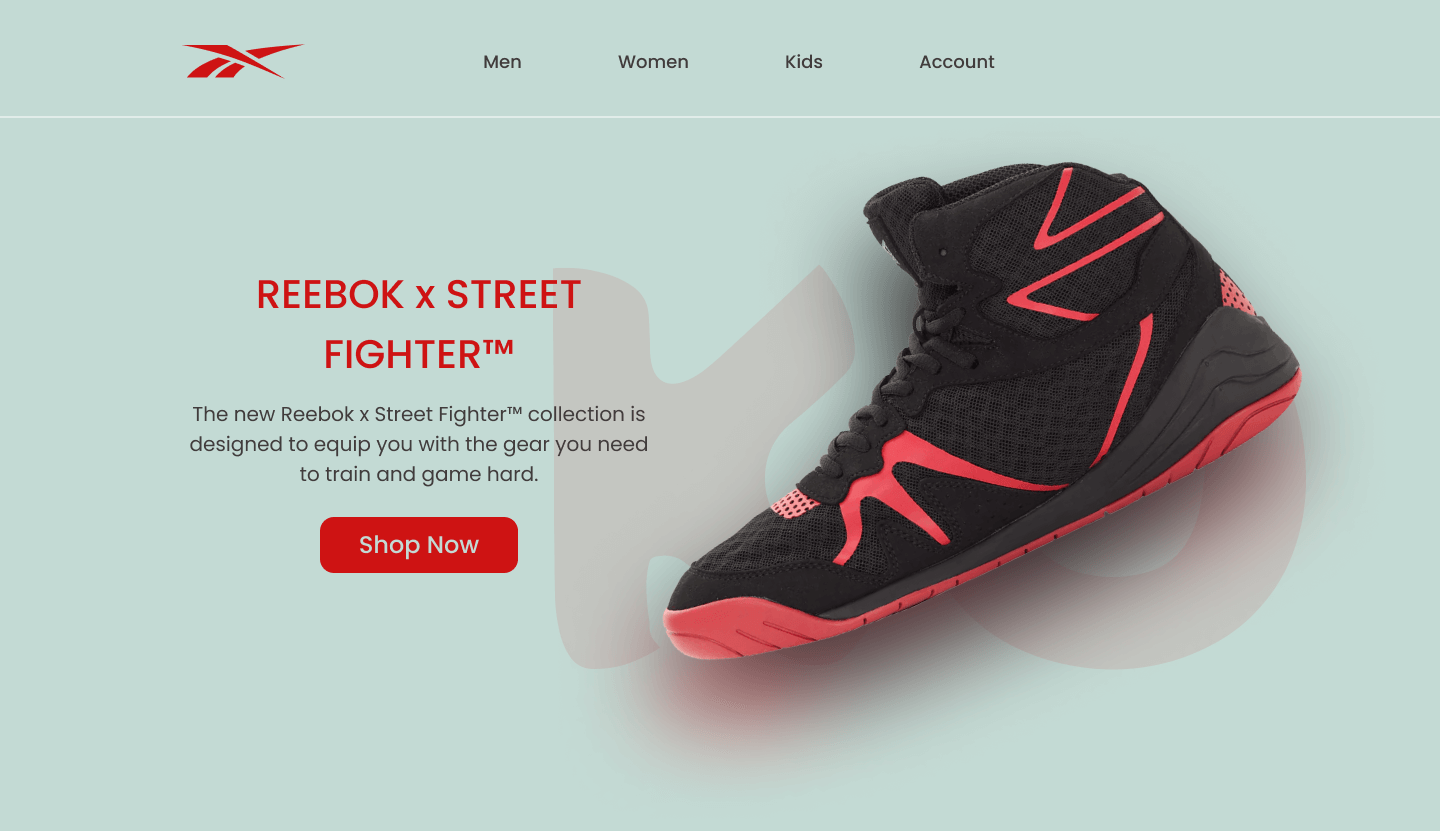 Men Women Kids Account
REEBOK x STREET
FIGHTER™
The new Reebok x Street Fighter™ collection is
designed to equip you with the gear you need
to train and game hard.
Shop Now
KO